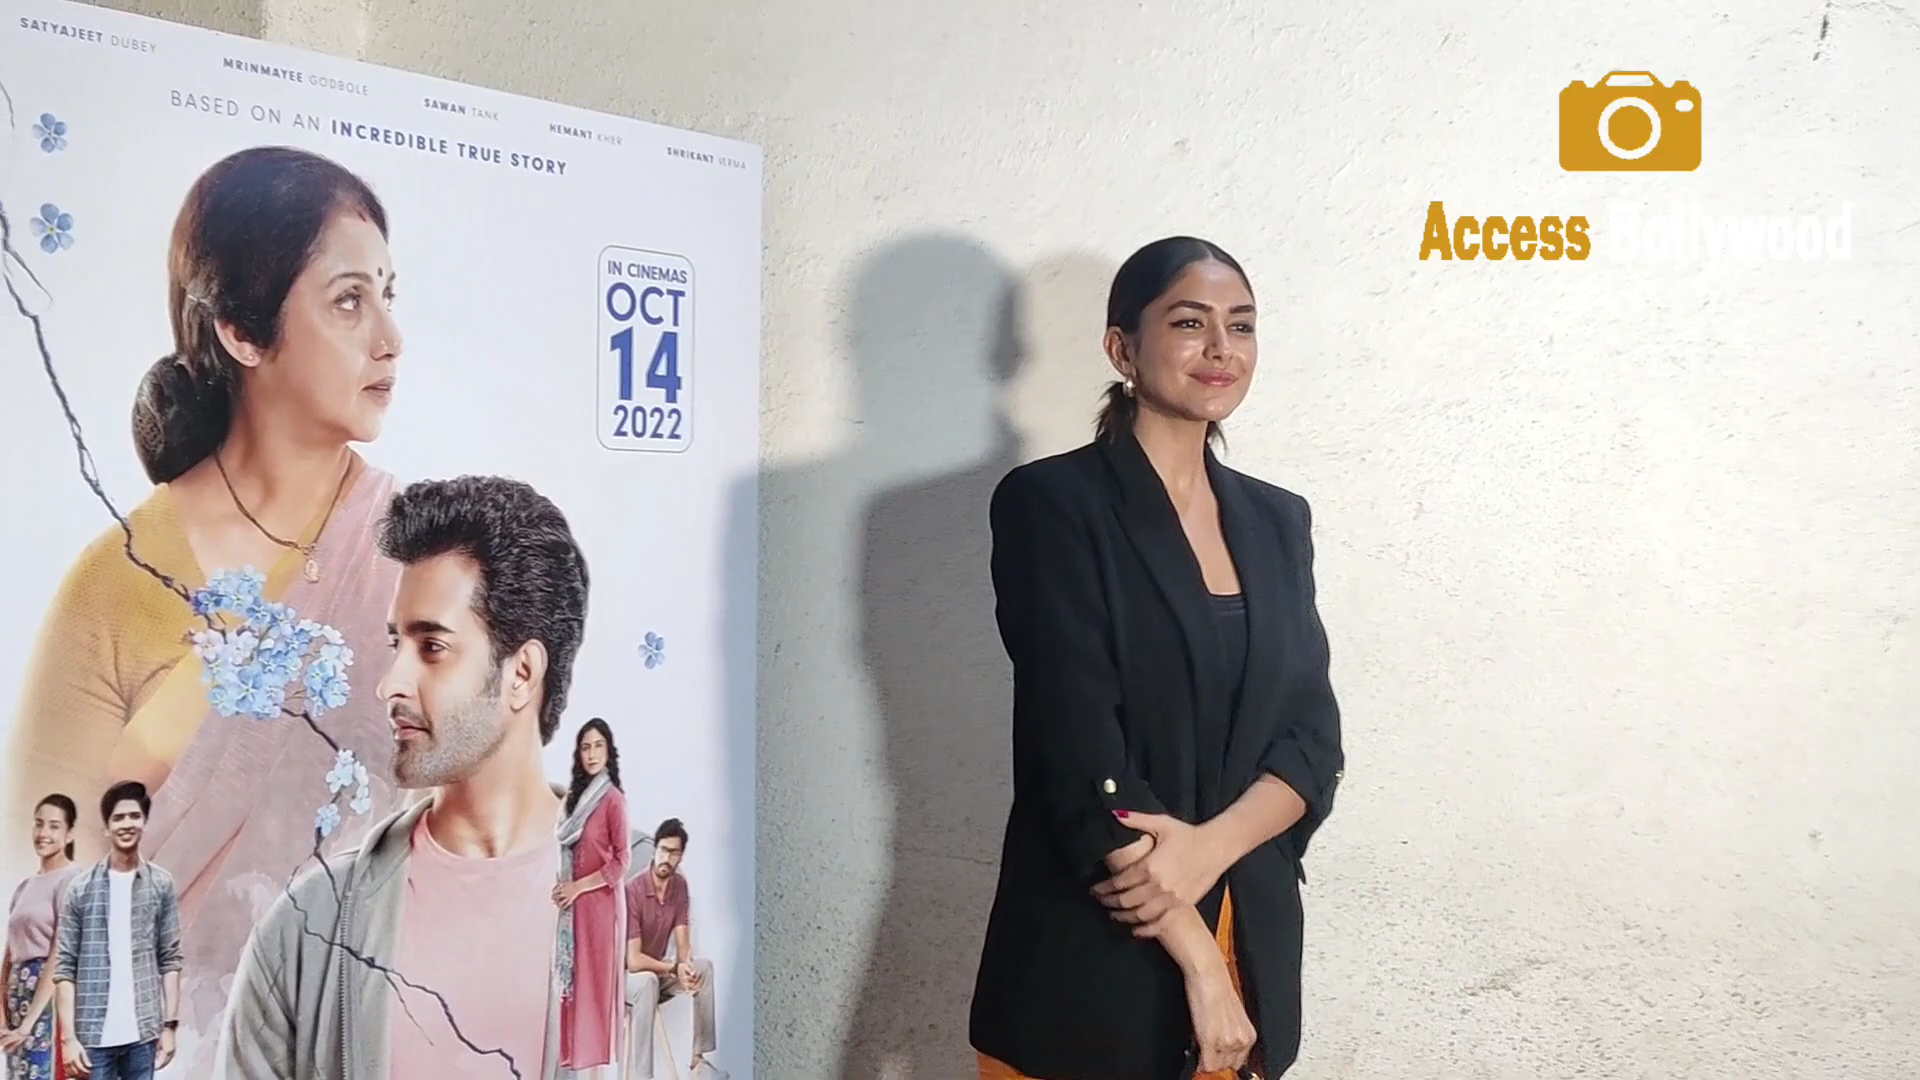 SATYAJEET DUBEY
MRINMAYEE GODBOLE
SAWAN TANK
HEMANT KHER
SHRIKANT VERMA
BASED ON AN INCREDIBLE TRUE STORY
IN CINEMAS
OCT
14
2022
Access Bollywood